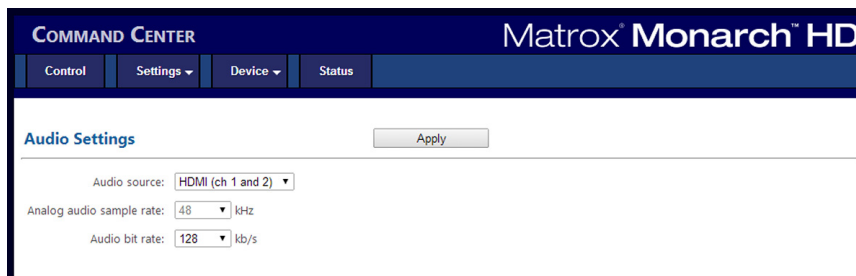 COMMAND CENTER
Matrox® Monarch™ HD
Control Settings Device Status
Audio Settings Apply
Audio source: HDMI (ch 1 and 2)
Analog audio sample rate: 48 kHz
Audio bit rate: 128 kb/s